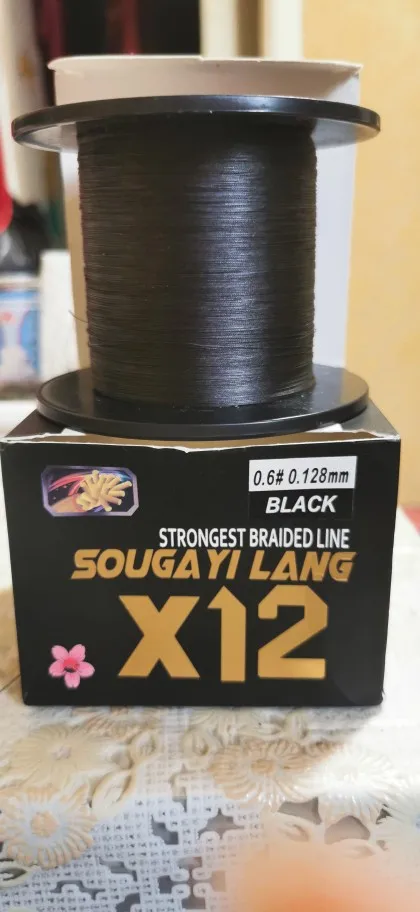 0.6# 0.128mm
BLACK
STRONGEST BRAIDED LINE
SOUGAYI LANG
X12